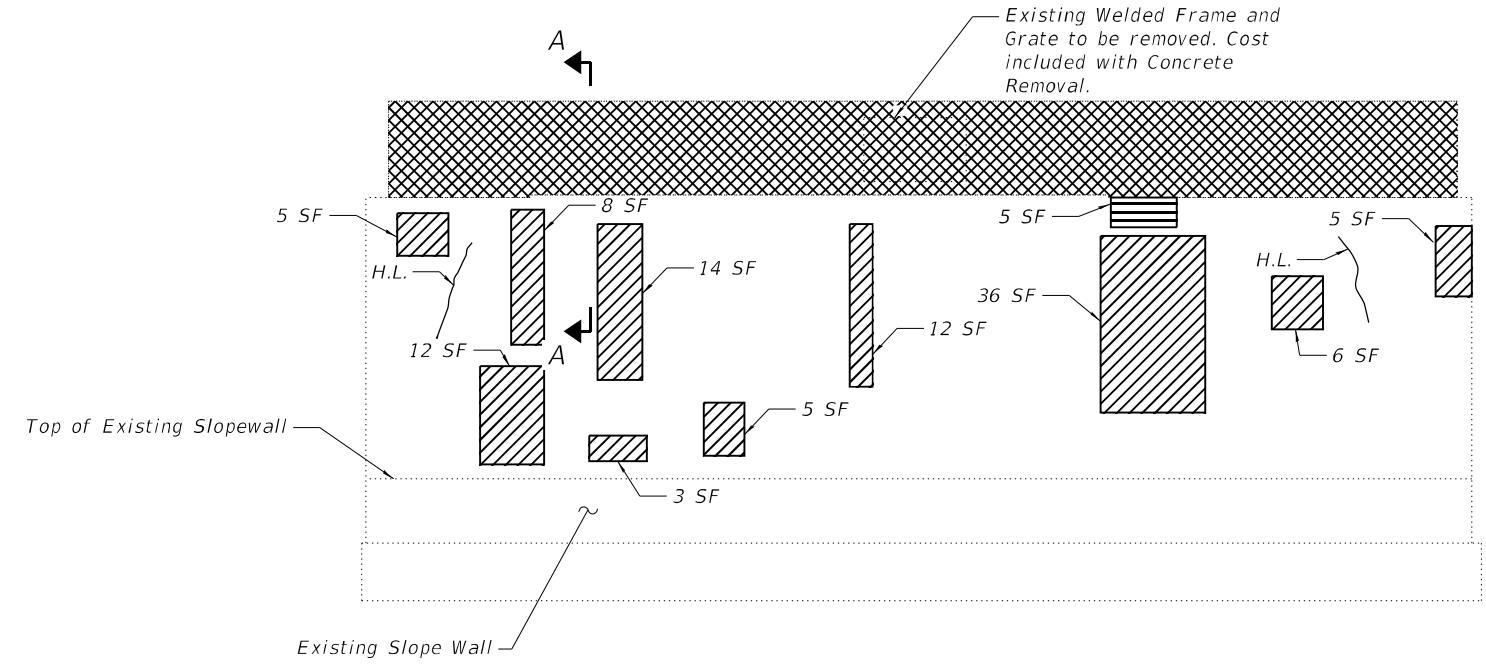 Existing Welded Frame and
Grate to be removed. Cost
included with Concrete
Removal.
A
5 SF
8 SF
5 SF
5 SF
H.L.
14 SF
H.L.
36 SF
12 SF
12 SF
A
6 SF
5 SF
Top of Existing Slopewall
3 SF
Existing Slope Wall